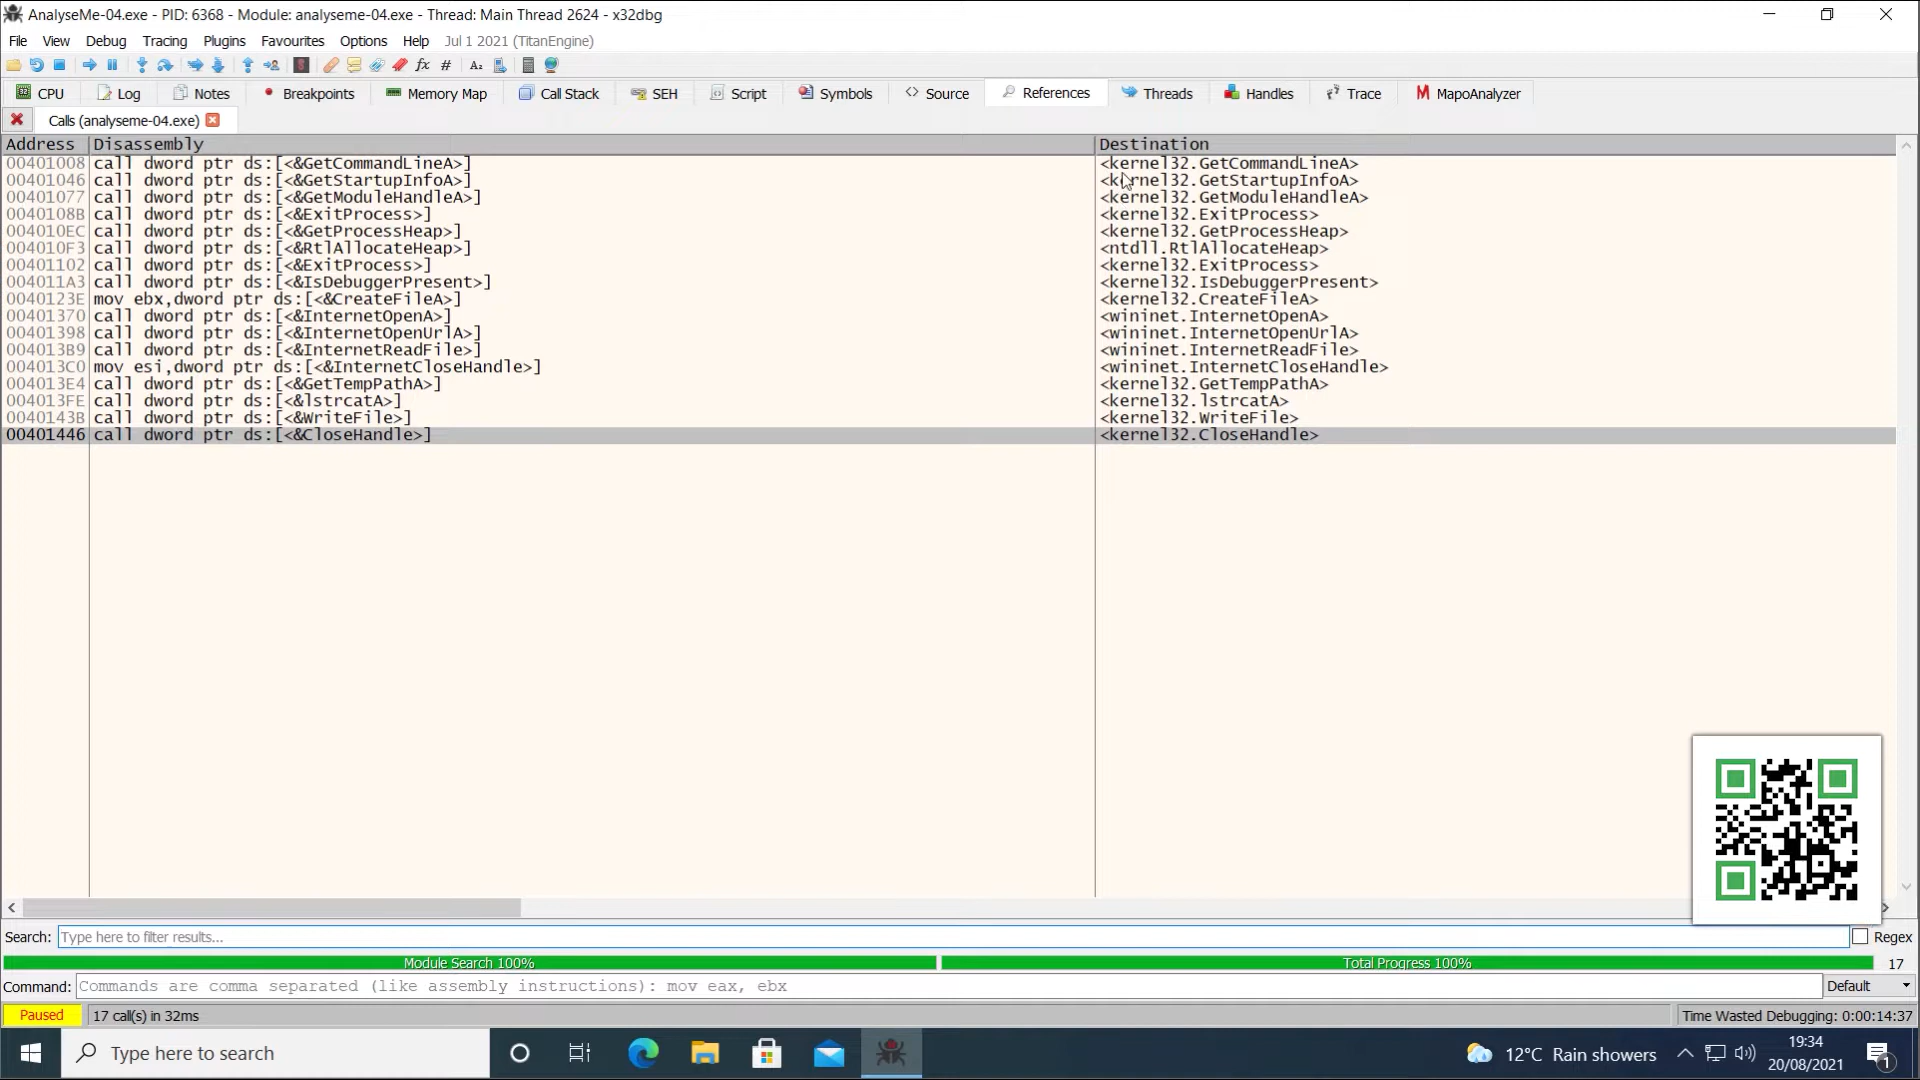 AnalyseMe-04.exe - PID: 6368 - Module: analyseme-04.exe - Thread: Main Thread 2624 - x32dbg
File View Debug Tracing Plugins Favourites Options Help Jul 1 2021 (TitanEngine)
CPU Log Notes Breakpoints Memory Map Call Stack SEH Script Symbols Source References Threads Handles Trace MapoAnalyzer
Calls (analyseme-04.exe)
Address Disassembly Destination
00401008 call dword ptr ds:[<&GetCommandLineA>] <kernel32.GetCommandLineA>
00401046 call dword ptr ds:[<&GetStartupInfoA>] <kernel32.GetStartupInfoA>
00401077 call dword ptr ds:[<&GetModuleHandleA>] <kernel32.GetModuleHandleA>
0040108B call dword ptr ds:[<&ExitProcess>] <kernel32.ExitProcess>
004010EC call dword ptr ds:[<&GetProcessHeap>] <kernel32.GetProcessHeap>
004010F3 call dword ptr ds:[<&RtlAllocateHeap>] <ntdll.RtlAllocateHeap>
00401102 call dword ptr ds:[<&ExitProcess>] <kernel32.ExitProcess>
004011A3 call dword ptr ds:[<&IsDebuggerPresent>] <kernel32.IsDebuggerPresent>
0040123E mov ebx,dword ptr ds:[<&CreateFileA>] <kernel32.CreateFileA>
00401370 call dword ptr ds:[<&InternetOpenA>] <wininet.InternetOpenA>
00401398 call dword ptr ds:[<&InternetOpenUrlA>] <wininet.InternetOpenUrlA>
004013B9 call dword ptr ds:[<&InternetReadFile>] <wininet.InternetReadFile>
004013C0 mov esi,dword ptr ds:[<&InternetCloseHandle>] <wininet.InternetCloseHandle>
004013E4 call dword ptr ds:[<&GetTempPathA>] <kernel32.GetTempPathA>
004013FE call dword ptr ds:[<&lstrcatA>] <kernel32.lstrcatA>
0040143B call dword ptr ds:[<&WriteFile>] <kernel32.WriteFile>
00401446 call dword ptr ds:[<&CloseHandle>] <kernel32.CloseHandle>
Search: Type here to filter results... Regex
Module Search 100% Total Progress 100% 17
Command: Commands are comma separated (like assembly instructions): mov eax, ebx Default
Paused 17 call(s) in 32ms Time Wasted Debugging: 0:00:14:37
Type here to search 12°C Rain showers 19:34
20/08/2021 1